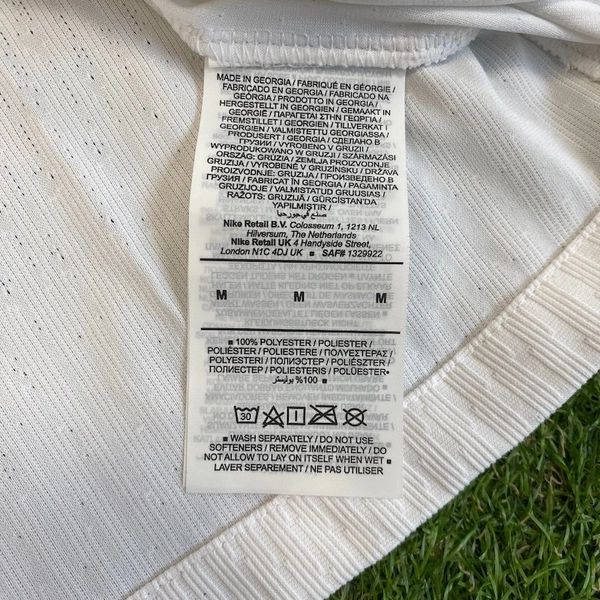 MADE IN GEORGIA / FABRIQUÉ EN GÉORGIE /
FABRICADO EN GEORGIA / FABRICADO NA
GEÓRGIA / PRODOTTO IN GEORGIA /
HERGESTELLT IN GEORGIEN / GEMAAKT IN
GEORGIË / ΠΑΡΑΓΕΤΑΙ ΣΤΗΝ ΓΕΩΡΓΙΑ /
FREMSTILLET I GEORGIEN / TILLVERKAT I
GEORGIEN / VALMISTETTU GEORGIASSA /
PRODUSERT I GEORGIA / СДЕЛАНО В
ГРУЗИИ / VYROBENO V GRUZII /
WYPRODUKOWANO W GRUZJI / SZÁRMAZÁSI
ORSZÁG: GRÚZIA / ZEMLJA PROIZVODNJE
GRUZIJA / VYROBENÉ V GRUZÍNSKU / DRŽAVA
PROIZVODNJE: GRUZIJA / ПРОИЗВЕДЕНО В
ГРУЗИЯ / FABRICAT ÎN GEORGIA / PAGAMINTA
GRUZIJOJE / VALMISTATUD GRUUSIAS /
RAŽOTS: GRUZIJĀ / GÜRCİSTAN'DA
YAPILMIŞTIR /
صنع في جورجيا
Nike Retail B.V. Colosseum 1, 1213 NL
Hilversum, The Netherlands
Nike Retail UK 4 Handyside Street,
London N1C 4DJ UK ■ SAF# 1329922
M M M
■ 100% POLYESTER / POLIESTER /
POLIÉSTER / POLIESTERE / ΠΟΛΥΕΣΤΕΡΑΣ /
POLYESTERI / ПОЛИЭСТЕР / POLIÉSZTER /
ПОЛИЕСТЕР / POLIESTERIS / POLÜESTER■
■ 100% بوليستر
30
■ WASH SEPARATELY / DO NOT USE
SOFTENERS / REMOVE IMMEDIATELY / DO
NOT ALLOW TO LAY ON ITSELF WHEN WET ■
LAVER SEPAREMENT / NE PAS UTILISER